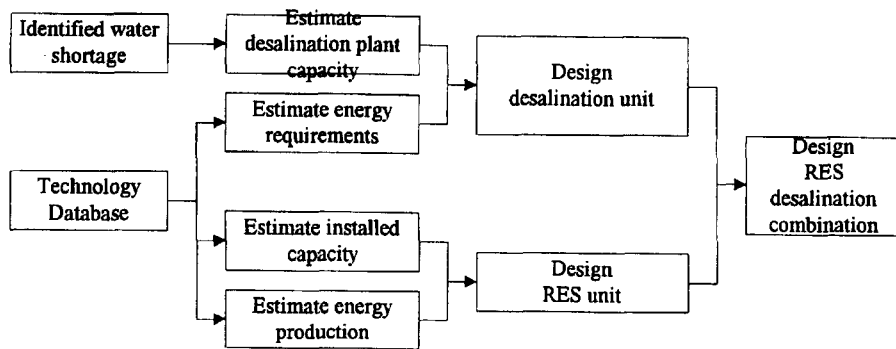 Identified water
shortage
Estimate
desalination plant
capacity
Design
desalination unit
Estimate energy
requirements
Technology
Database
Design
RES
desalination
combination
Estimate installed
capacity
Design
RES unit
Estimate energy
production